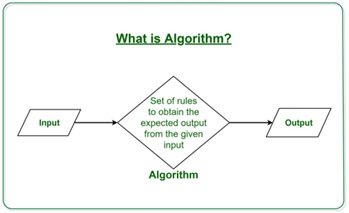 What is Algorithm?
Input
Set of rules
to obtain the
expected output
from the given
input
Output
Algorithm